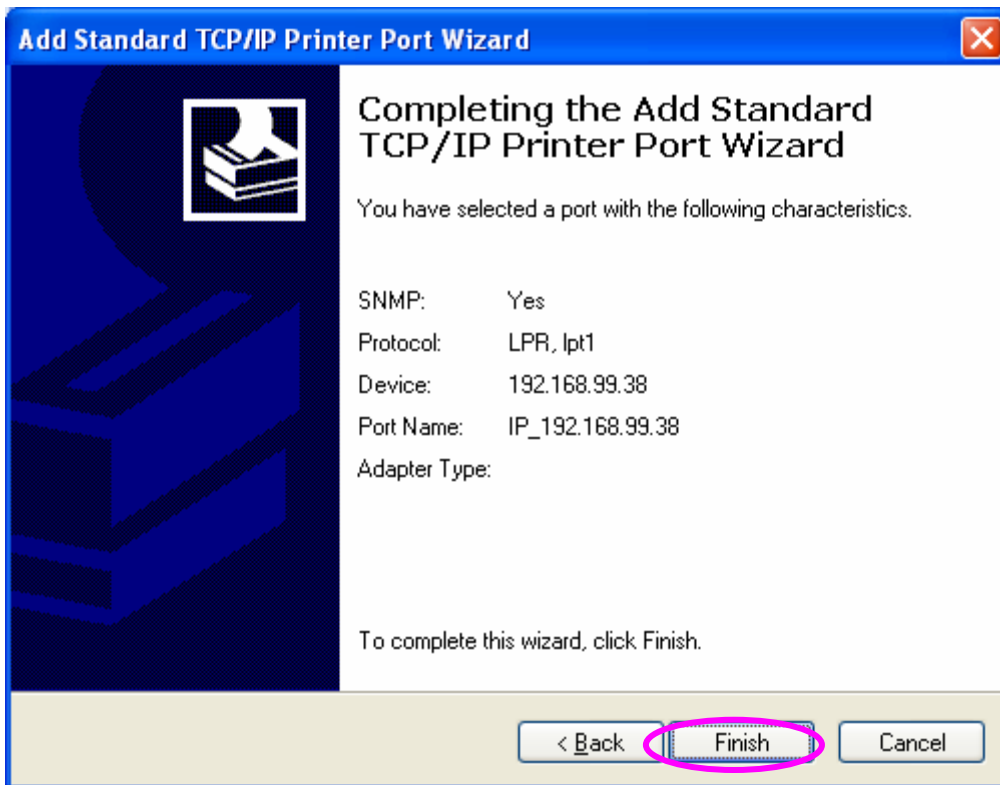 Add Standard TCP/IP Printer Port Wizard
Completing the Add Standard
TCP/IP Printer Port Wizard
You have selected a port with the following characteristics.
SNMP: Yes
Protocol: LPR, lpt1
Device: 192.168.99.38
Port Name: IP_192.168.99.38
Adapter Type:
To complete this wizard, click Finish.
< Back Finish Cancel